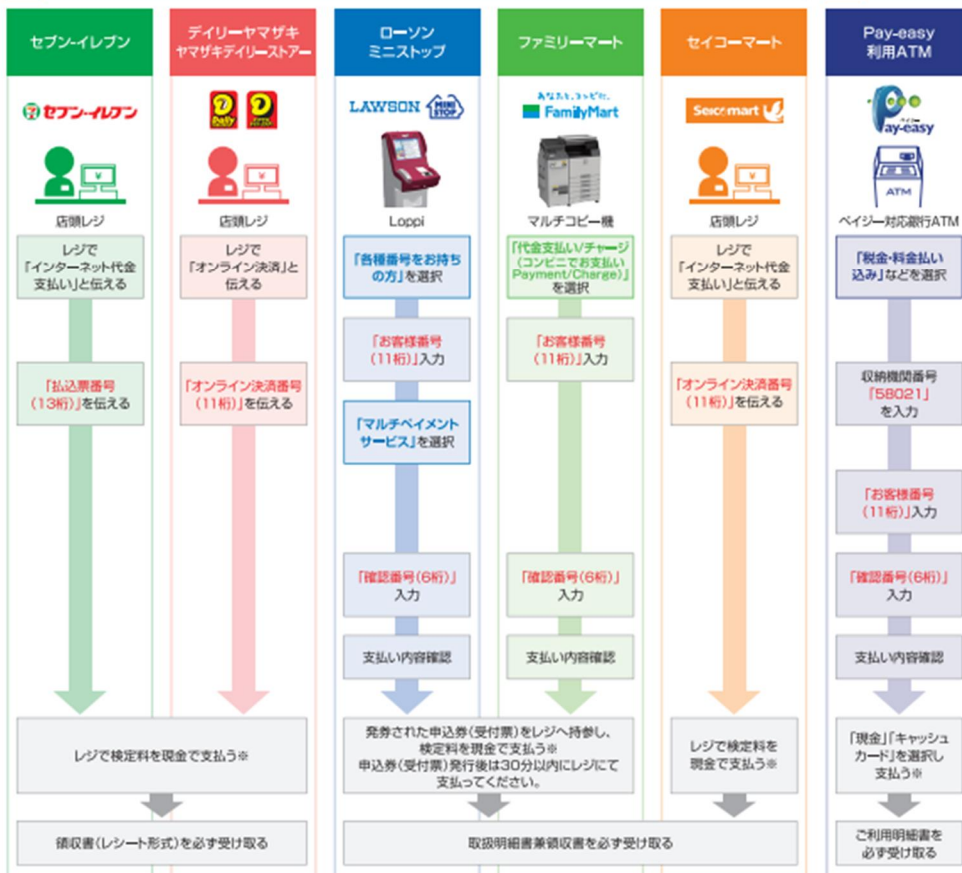 セブン-イレブン
セブン-イレブン
店頭レジ
レジで
「インターネット代金
支払い」と伝える
「払込票番号
(13桁)」を伝える
デイリーヤマザキ
ヤマザキデイリーストアー
Daily
店頭レジ
レジで
「オンライン決済」と
伝える
「オンライン決済番号
(11桁)」を伝える
レジで検定料を現金で支払う※
領収書(レシート形式)を必ず受け取る
ローソン
ミニストップ
LAWSON
MINI
STOP
Loppi
「各種番号をお持ち
の方」を選択
「お客様番号
(11桁)」入力
「マルチペイメント
サービス」を選択
「確認番号(6桁)」
入力
支払い内容確認
ファミリーマート
あなたと、コンビに、
FamilyMart
マルチコピー機
「代金支払い/チャージ
(コンビニでお支払い
Payment/Charge)」
を選択
「お客様番号
(11桁)」入力
「確認番号(6桁)」
入力
支払い内容確認
発券された申込券(受付票)をレジへ持参し、
検定料を現金で支払う※
申込券(受付票)発行後は30分以内にレジにて
支払ってください。
セイコーマート
Seicomart
店頭レジ
レジで
「インターネット代金
支払い」と伝える
「オンライン決済番号
(11桁)」を伝える
レジで検定料を
現金で支払う※
取扱明細書兼領収書を必ず受け取る
Pay-easy
利用ATM
ペイジー
Pay-easy
ATM
ペイジー対応銀行ATM
「税金・料金払い
込み」などを選択
収納機関番号
「58021」
を入力
「お客様番号
(11桁)」入力
「確認番号(6桁)」
入力
支払い内容確認
「現金」「キャッシュ
カード」を選択し
支払う※
ご利用明細書を
必ず受け取る